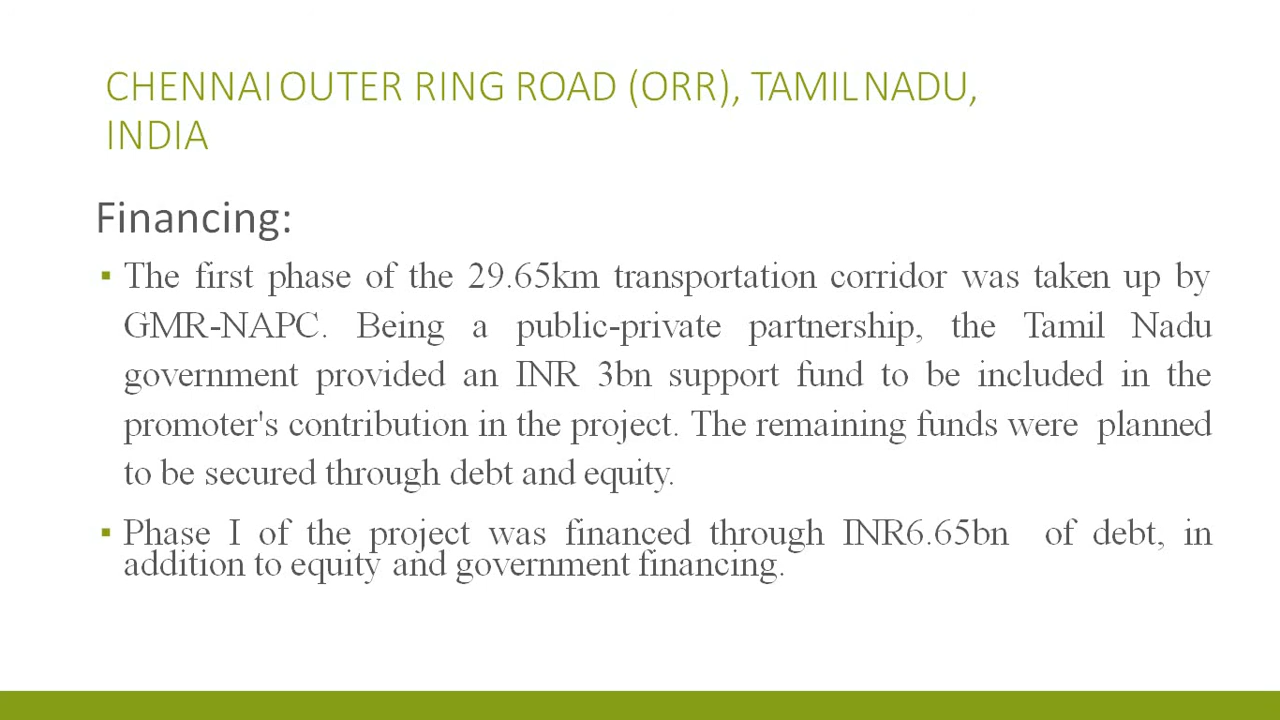 CHENNAI OUTER RING ROAD (ORR), TAMIL NADU,
INDIA
Financing:
▪ The first phase of the 29.65km transportation corridor was taken up by
GMR-NAPC. Being a public-private partnership, the Tamil Nadu
government provided an INR 3bn support fund to be included in the
promoter's contribution in the project. The remaining funds were planned
to be secured through debt and equity.
▪ Phase I of the project was financed through INR6.65bn of debt, in
addition to equity and government financing.